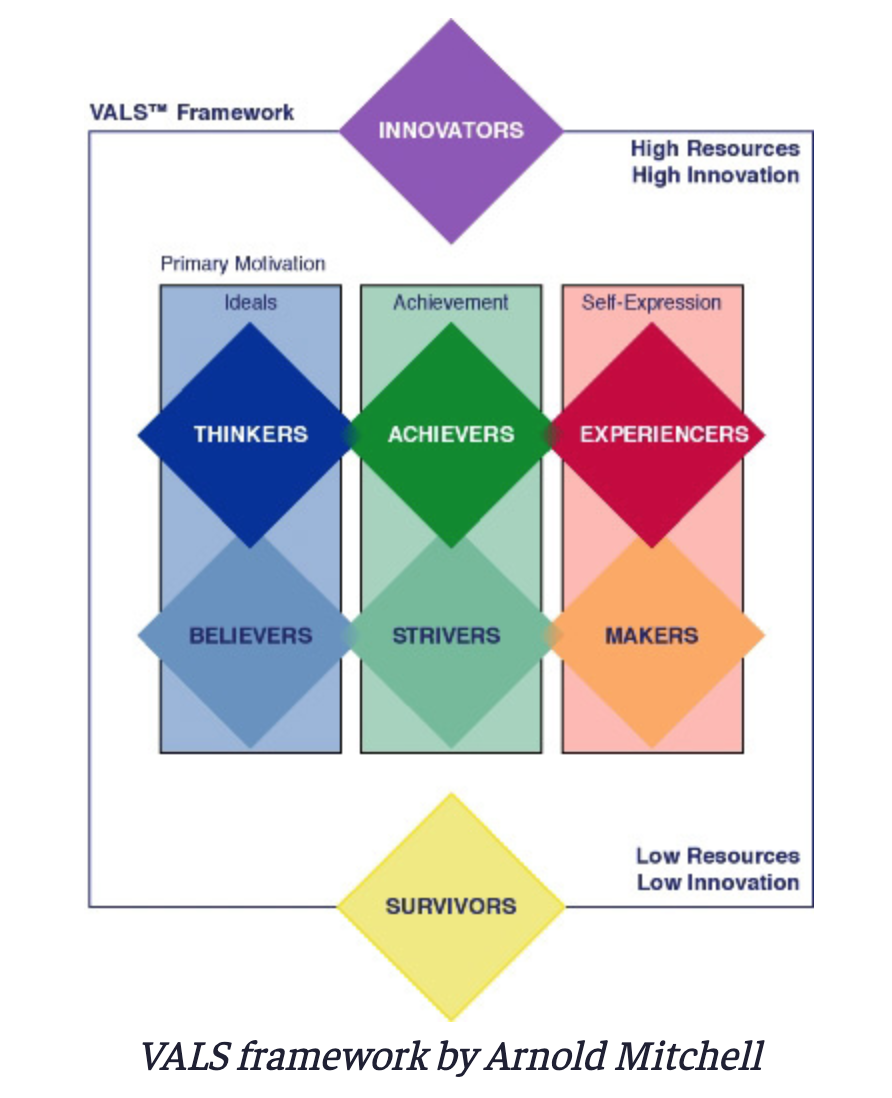 INNOVATORS
VALS™ Framework
High Resources
High Innovation
Primary Motivation
Ideals
Achievement
Self-Expression
THINKERS
ACHIEVERS
EXPERIENCERS
BELIEVERS
STRIVERS
MAKERS
Low Resources
Low Innovation
SURVIVORS
VALS framework by Arnold Mitchell